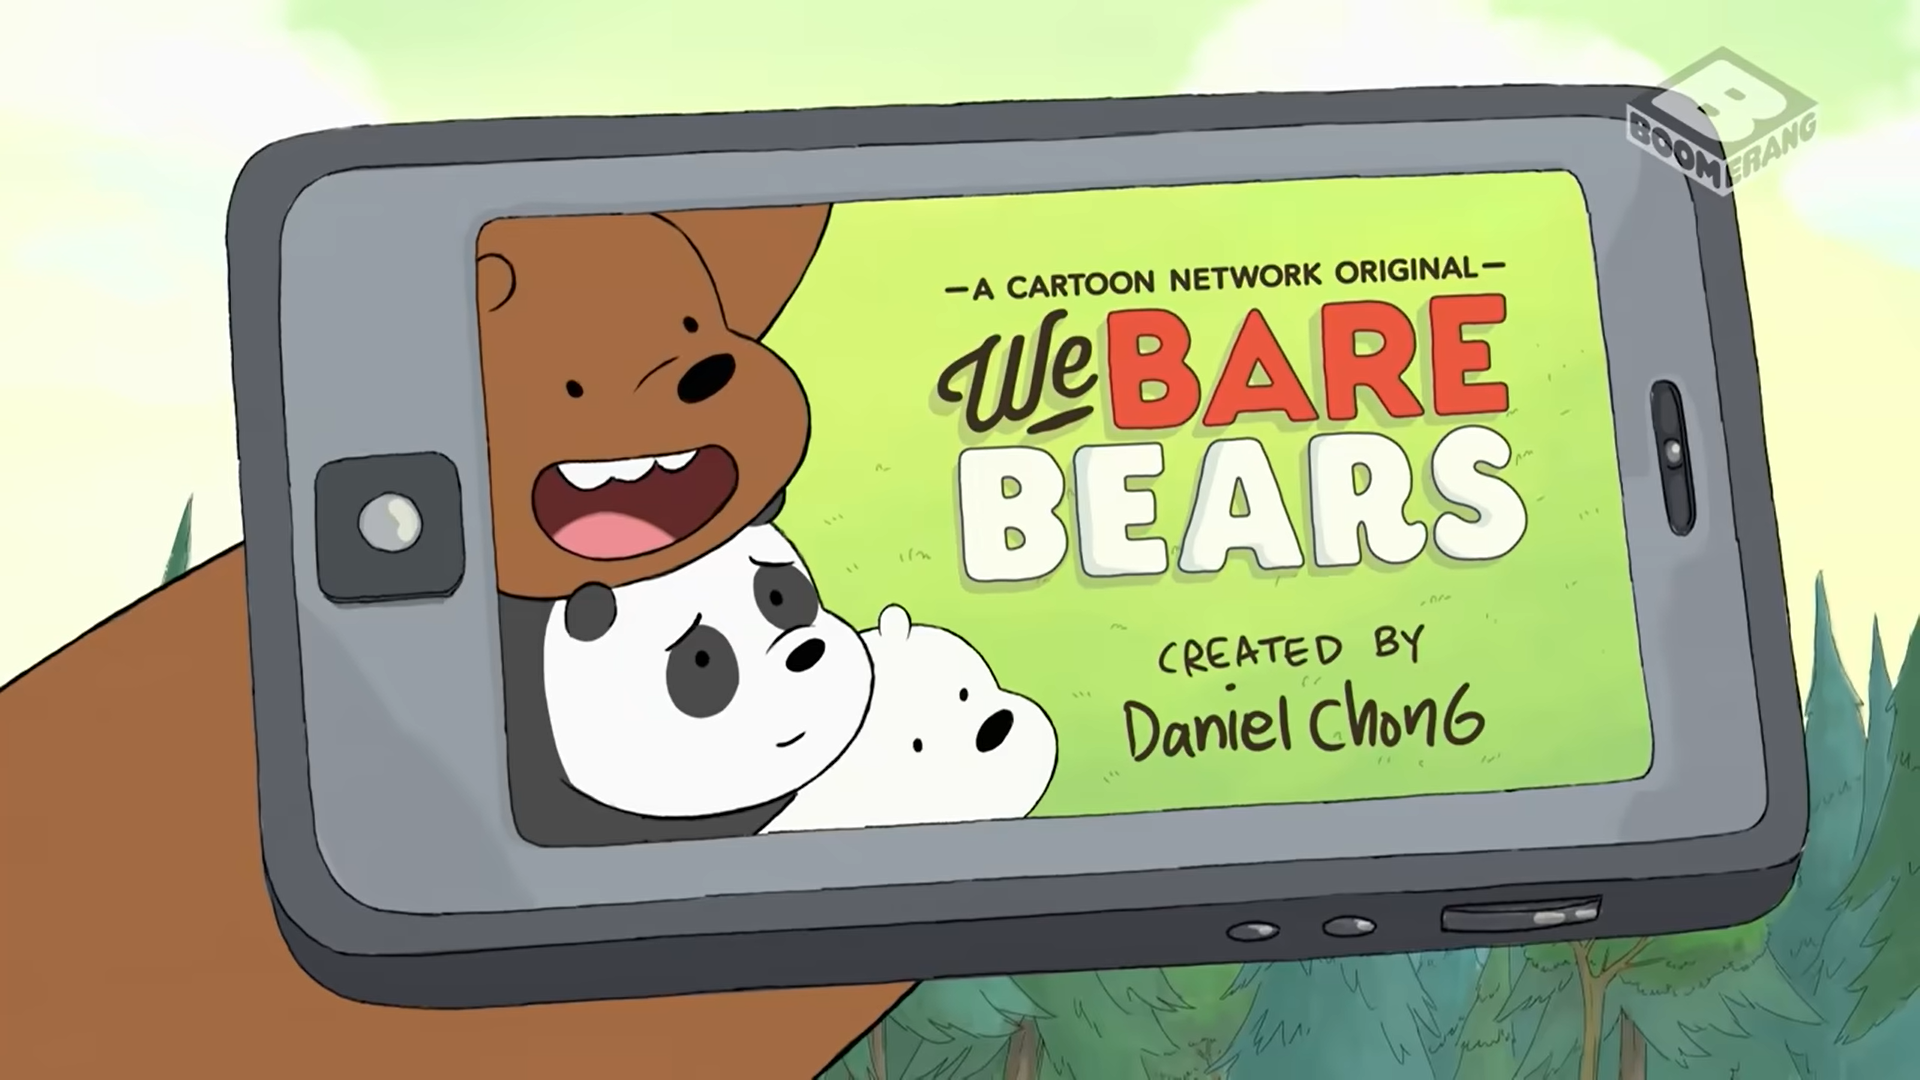 B
BOOMERANG
—A CARTOON NETWORK ORIGINAL—
We BARE
BEARS
CREATED BY
Daniel Chong